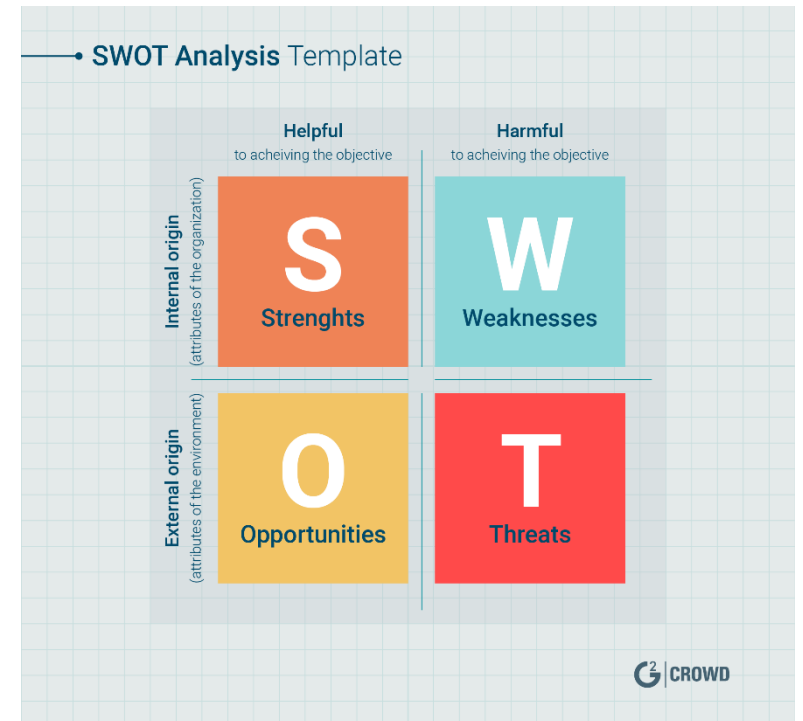 SWOT Analysis Template
Helpful
to acheiving the objective
Harmful
to acheiving the objective
Internal origin
(attributes of the organization)
S
Strenghts
W
Weaknesses
External origin
(attributes of the environment)
O
Opportunities
T
Threats
G2 CROWD